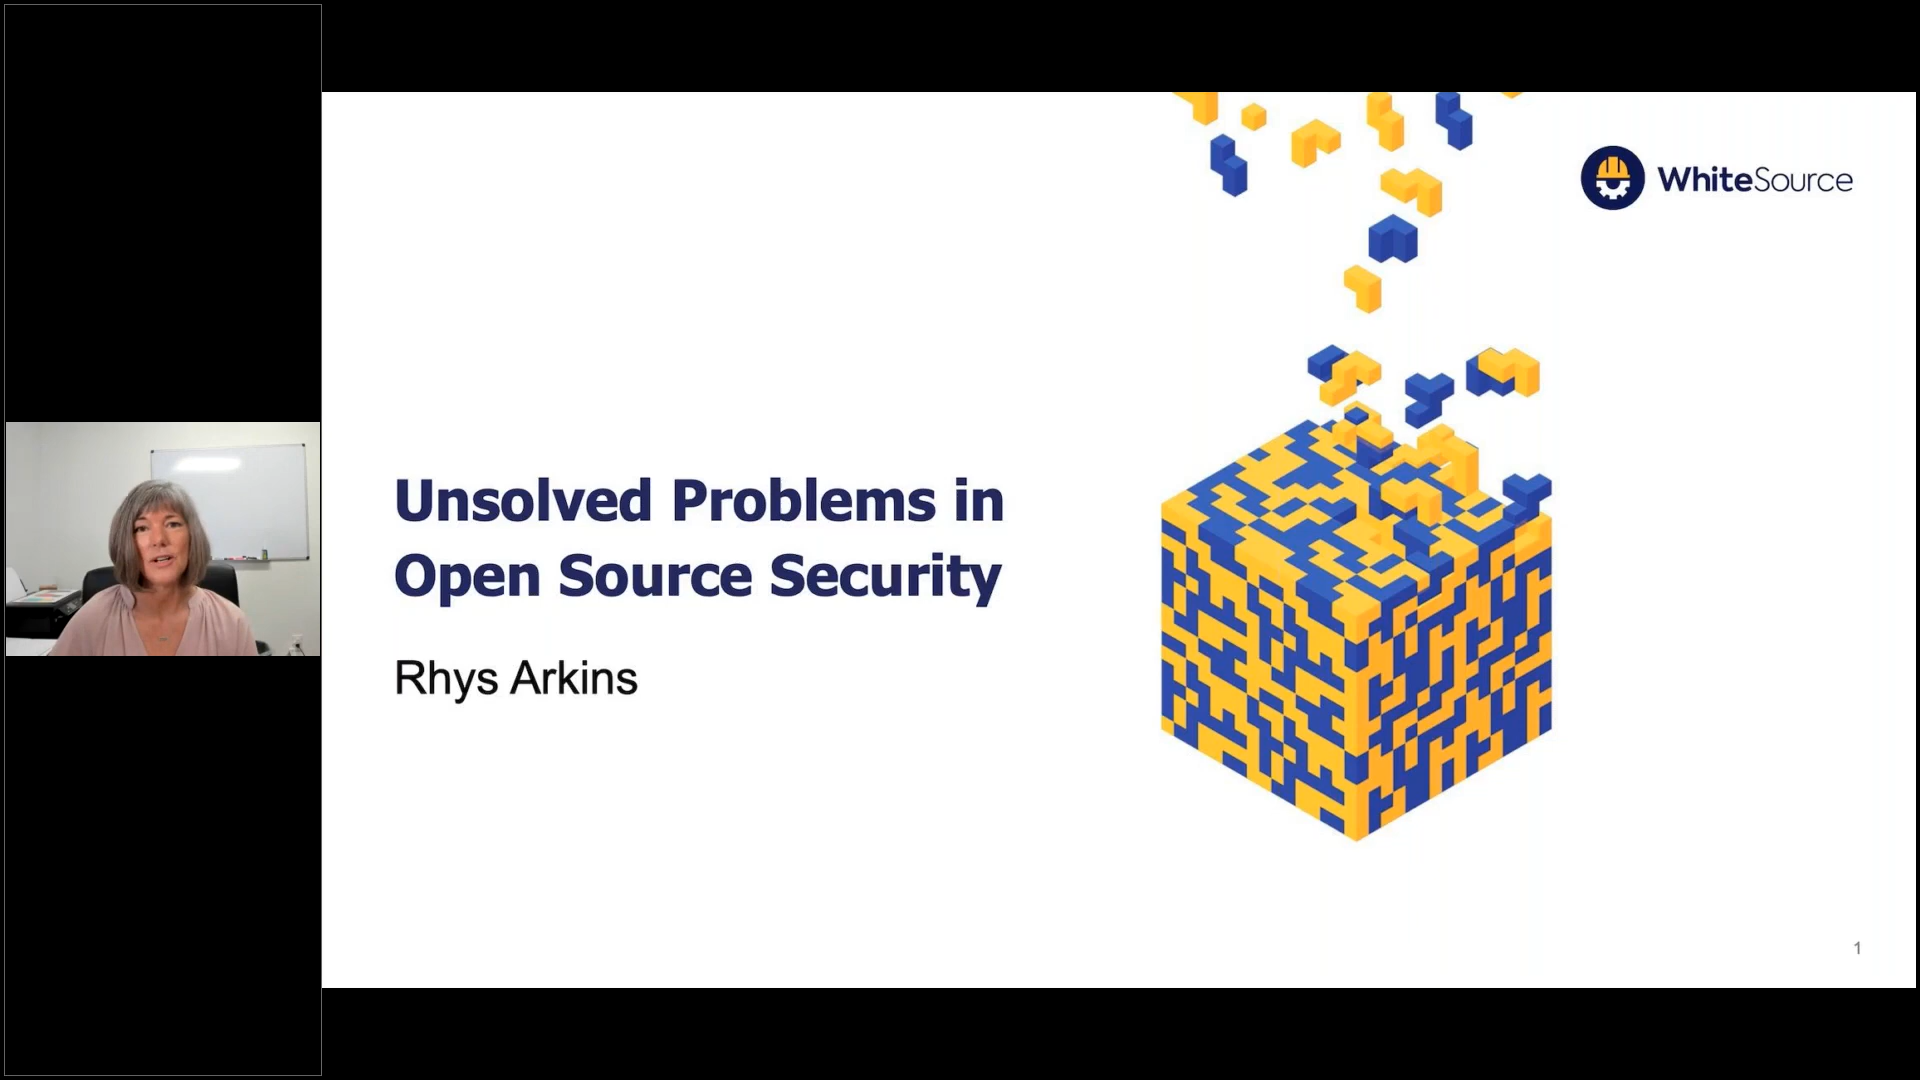 WhiteSource
Unsolved Problems in
Open Source Security
Rhys Arkins
1